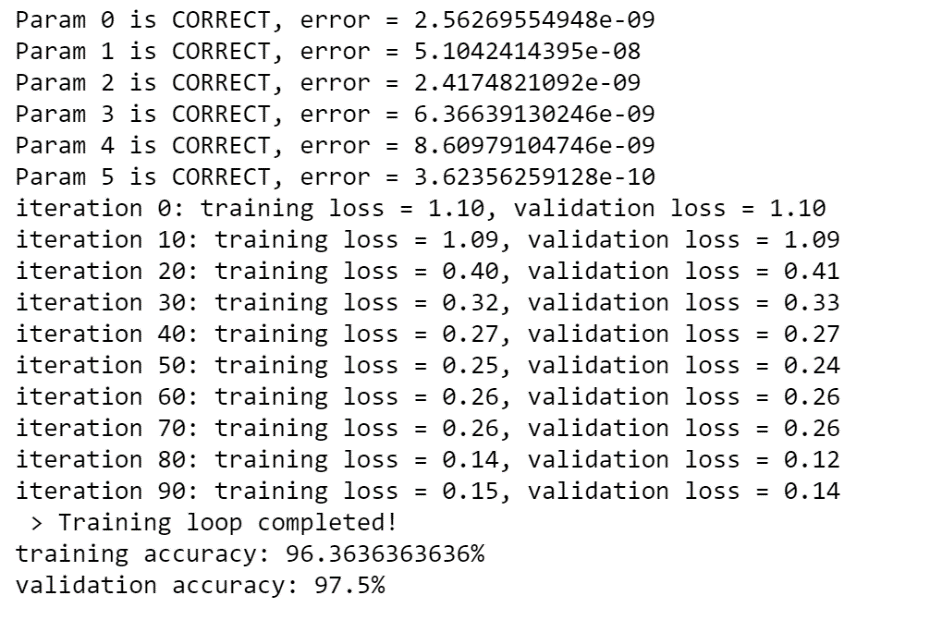 Param 0 is CORRECT, error = 2.56269554948e-09
Param 1 is CORRECT, error = 5.1042414395e-08
Param 2 is CORRECT, error = 2.4174821092e-09
Param 3 is CORRECT, error = 6.36639130246e-09
Param 4 is CORRECT, error = 8.60979104746e-09
Param 5 is CORRECT, error = 3.62356259128e-10
iteration 0: training loss = 1.10, validation loss = 1.10
iteration 10: training loss = 1.09, validation loss = 1.09
iteration 20: training loss = 0.40, validation loss = 0.41
iteration 30: training loss = 0.32, validation loss = 0.33
iteration 40: training loss = 0.27, validation loss = 0.27
iteration 50: training loss = 0.25, validation loss = 0.24
iteration 60: training loss = 0.26, validation loss = 0.26
iteration 70: training loss = 0.26, validation loss = 0.26
iteration 80: training loss = 0.14, validation loss = 0.12
iteration 90: training loss = 0.15, validation loss = 0.14
 > Training loop completed!
training accuracy: 96.3636363636%
validation accuracy: 97.5%